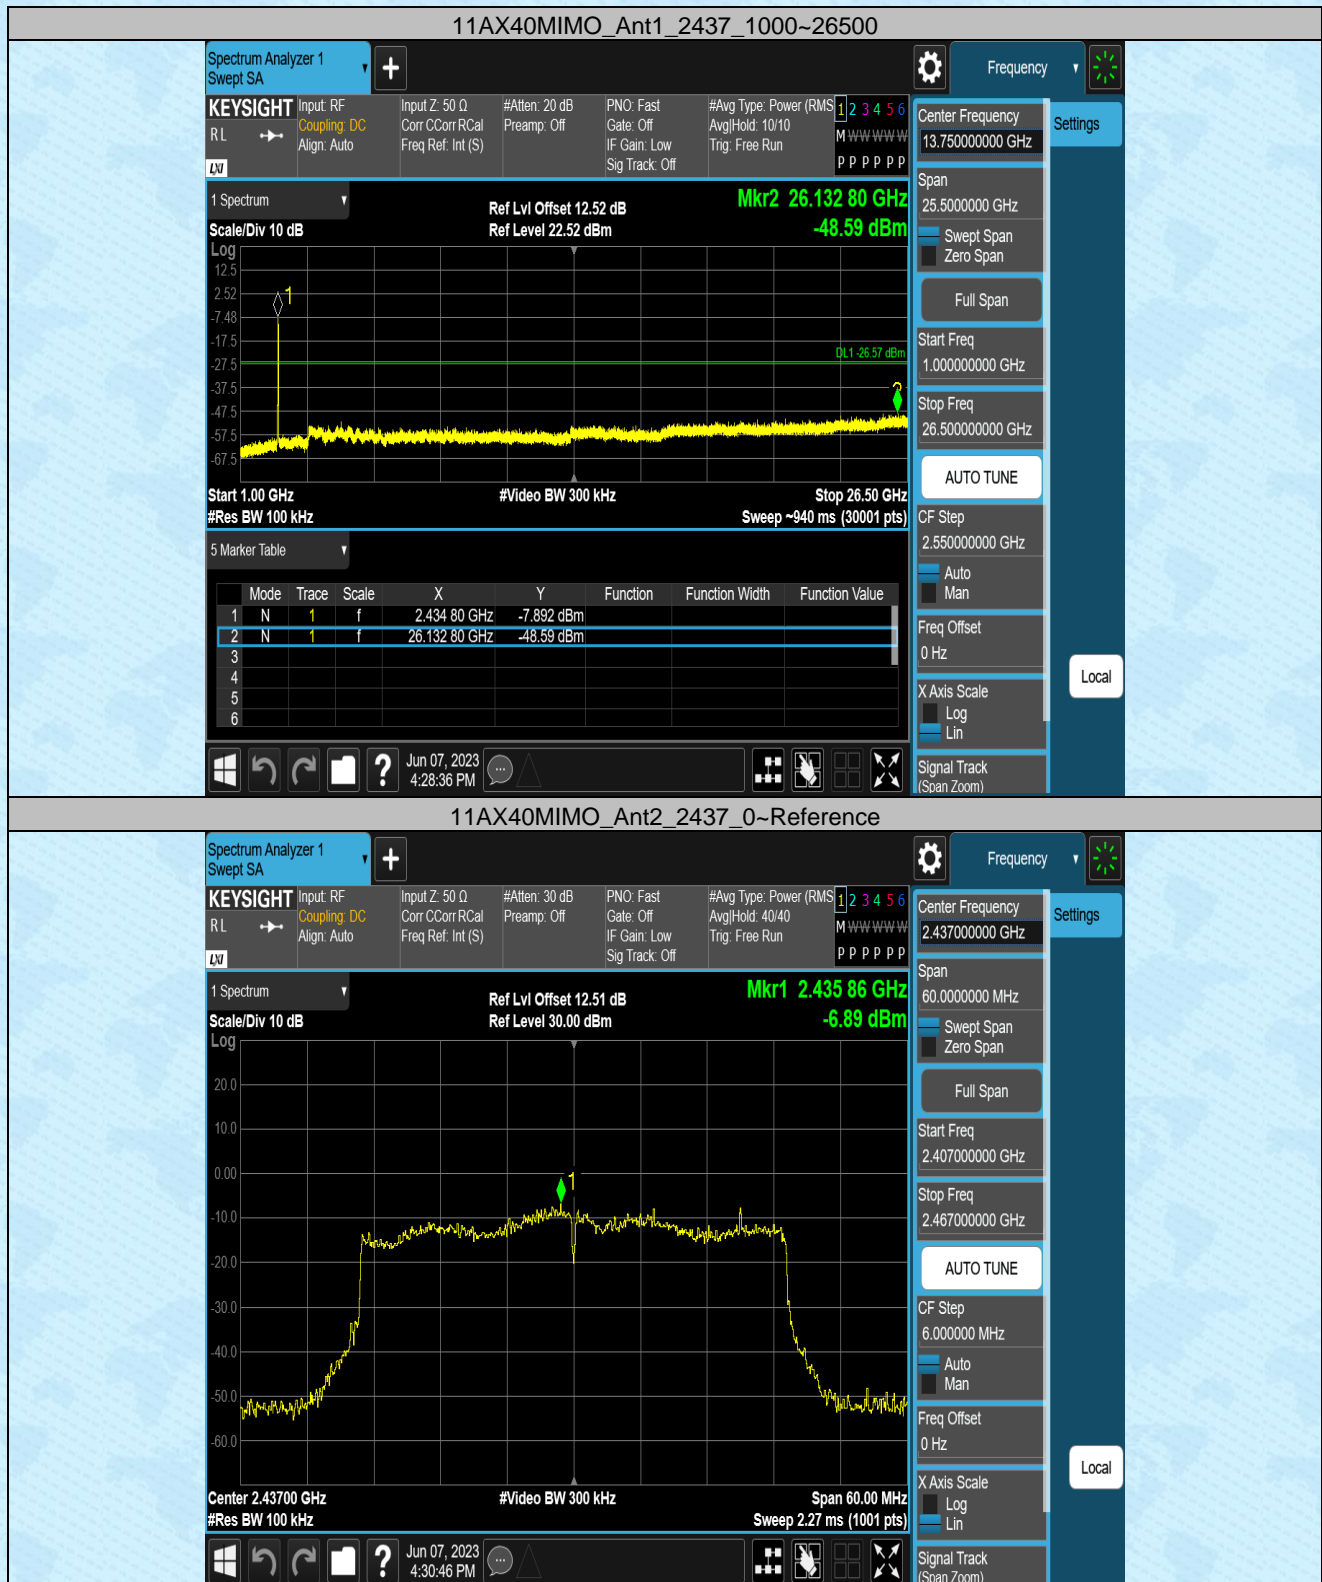 11AX40MIMO_Ant1_2437_1000~26500
Spectrum Analyzer 1
Swept SA
+
Frequency
KEYSIGHT
RL
LXI
Input: RF
Coupling: DC
Align: Auto
Input Z: 50 Ω
Corr CCorr RCal
Freq Ref: Int (S)
#Atten: 20 dB
Preamp: Off
PNO: Fast
Gate: Off
IF Gain: Low
Sig Track: Off
#Avg Type: Power (RMS
Avg|Hold: 10/10
Trig: Free Run
1 2 3 4 5 6
M W W W W W
P P P P P P
Center Frequency
13.750000000 GHz
Settings
1 Spectrum
Scale/Div 10 dB
Ref Lvl Offset 12.52 dB
Ref Level 22.52 dBm
Mkr2 26.132 80 GHz
-48.59 dBm
Log
12.5
2.52
-7.48
-17.5
-27.5
-37.5
-47.5
-57.5
-67.5
1
DL1 -26.57 dBm
2
Start 1.00 GHz
#Res BW 100 kHz
#Video BW 300 kHz
Stop 26.50 GHz
Sweep ~940 ms (30001 pts)
Span
25.5000000 GHz
Swept Span
Zero Span
Full Span
Start Freq
1.000000000 GHz
Stop Freq
26.500000000 GHz
AUTO TUNE
CF Step
2.550000000 GHz
Auto
Man
Freq Offset
0 Hz
X Axis Scale
Log
Lin
Signal Track
(Span Zoom)
Local
5 Marker Table
Mode Trace Scale X Y Function Function Width Function Value
1 N 1 f 2.434 80 GHz -7.892 dBm
2 N 1 f 26.132 80 GHz -48.59 dBm
3
4
5
6
?
Jun 07, 2023
4:28:36 PM
11AX40MIMO_Ant2_2437_0~Reference
Spectrum Analyzer 1
Swept SA
+
Frequency
KEYSIGHT
RL
LXI
Input: RF
Coupling: DC
Align: Auto
Input Z: 50 Ω
Corr CCorr RCal
Freq Ref: Int (S)
#Atten: 30 dB
Preamp: Off
PNO: Fast
Gate: Off
IF Gain: Low
Sig Track: Off
#Avg Type: Power (RMS
Avg|Hold: 40/40
Trig: Free Run
1 2 3 4 5 6
M W W W W W
P P P P P P
Center Frequency
2.437000000 GHz
Settings
1 Spectrum
Scale/Div 10 dB
Ref Lvl Offset 12.51 dB
Ref Level 30.00 dBm
Mkr1 2.435 86 GHz
-6.89 dBm
Log
20.0
10.0
0.00
-10.0
-20.0
-30.0
-40.0
-50.0
-60.0
1
Center 2.43700 GHz
#Res BW 100 kHz
#Video BW 300 kHz
Span 60.00 MHz
Sweep 2.27 ms (1001 pts)
Span
60.0000000 MHz
Swept Span
Zero Span
Full Span
Start Freq
2.407000000 GHz
Stop Freq
2.467000000 GHz
AUTO TUNE
CF Step
6.000000 MHz
Auto
Man
Freq Offset
0 Hz
X Axis Scale
Log
Lin
Signal Track
(Span Zoom)
Local
?
Jun 07, 2023
4:30:46 PM